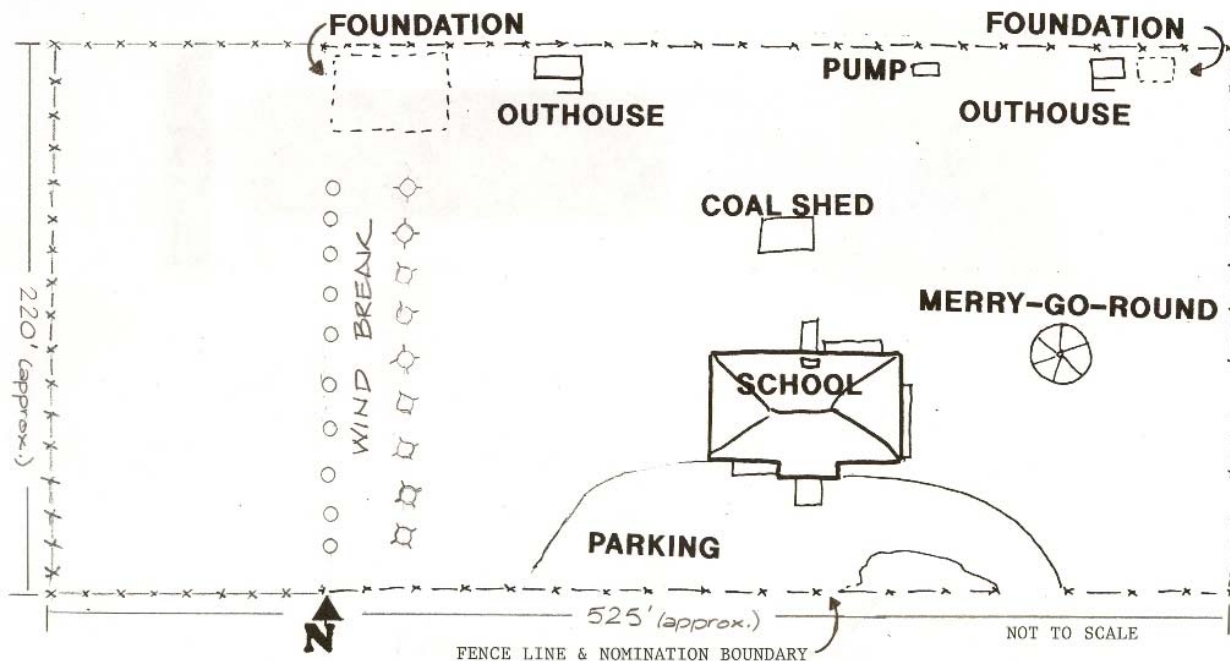 FOUNDATION
FOUNDATION
PUMP
OUTHOUSE
OUTHOUSE
COAL SHED
WIND BREAK
MERRY-GO-ROUND
SCHOOL
220' (approx.)
PARKING
N
525' (approx.)
NOT TO SCALE
FENCE LINE & NOMINATION BOUNDARY